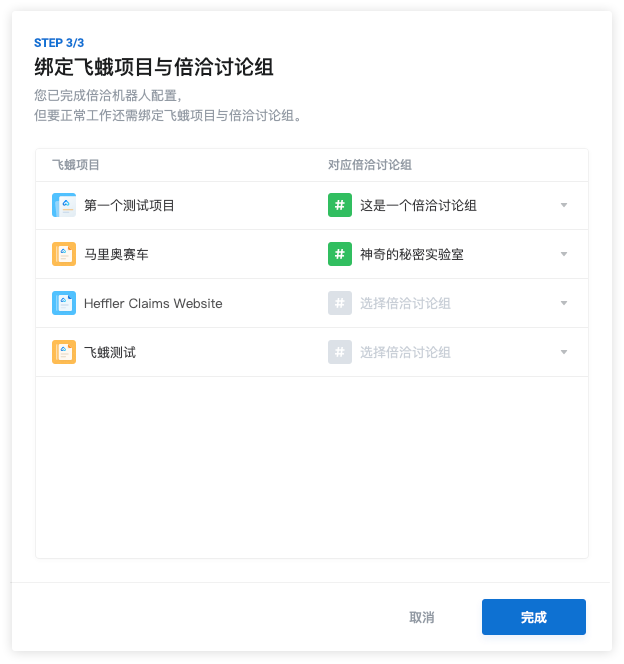 STEP 3/3
绑定飞蛾项目与倍洽讨论组
您已完成倍洽机器人配置，
但要正常工作还需绑定飞蛾项目与倍洽讨论组。
飞蛾项目 对应倍洽讨论组
第一个测试项目 # 这是一个倍洽讨论组
马里奥赛车 # 神奇的秘密实验室
Heffler Claims Website # 选择倍洽讨论组
飞蛾测试 # 选择倍洽讨论组
取消 完成